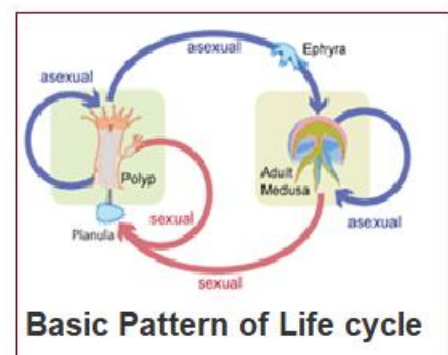 asexual
Ephyra
asexual
Polyp
Adult
Medusa
sexual
asexual
Planula
sexual
Basic Pattern of Life cycle